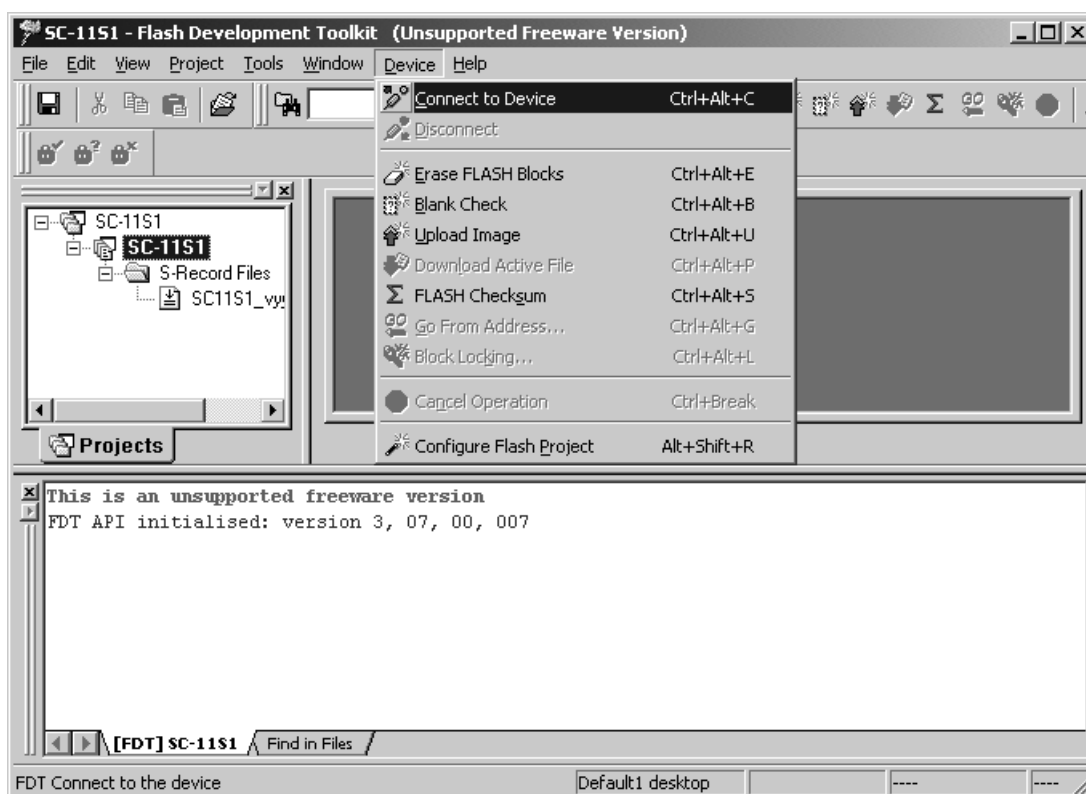 SC-11S1 - Flash Development Toolkit (Unsupported Freeware Version)
File Edit View Project Tools Window Device Help
Connect to Device Ctrl+Alt+C
Disconnect
Erase FLASH Blocks Ctrl+Alt+E
Blank Check Ctrl+Alt+B
Upload Image Ctrl+Alt+U
Download Active File Ctrl+Alt+P
FLASH Checksum Ctrl+Alt+S
Go From Address... Ctrl+Alt+G
Block Locking... Ctrl+Alt+L
Cancel Operation Ctrl+Break
Configure Flash Project Alt+Shift+R
SC-11S1
SC-11S1
S-Record Files
Projects
This is an unsupported freeware version
FDT API initialised: version 3, 07, 00, 007
[FDT] SC-11S1 Find in Files
FDT Connect to the device Default1 desktop ---- ----